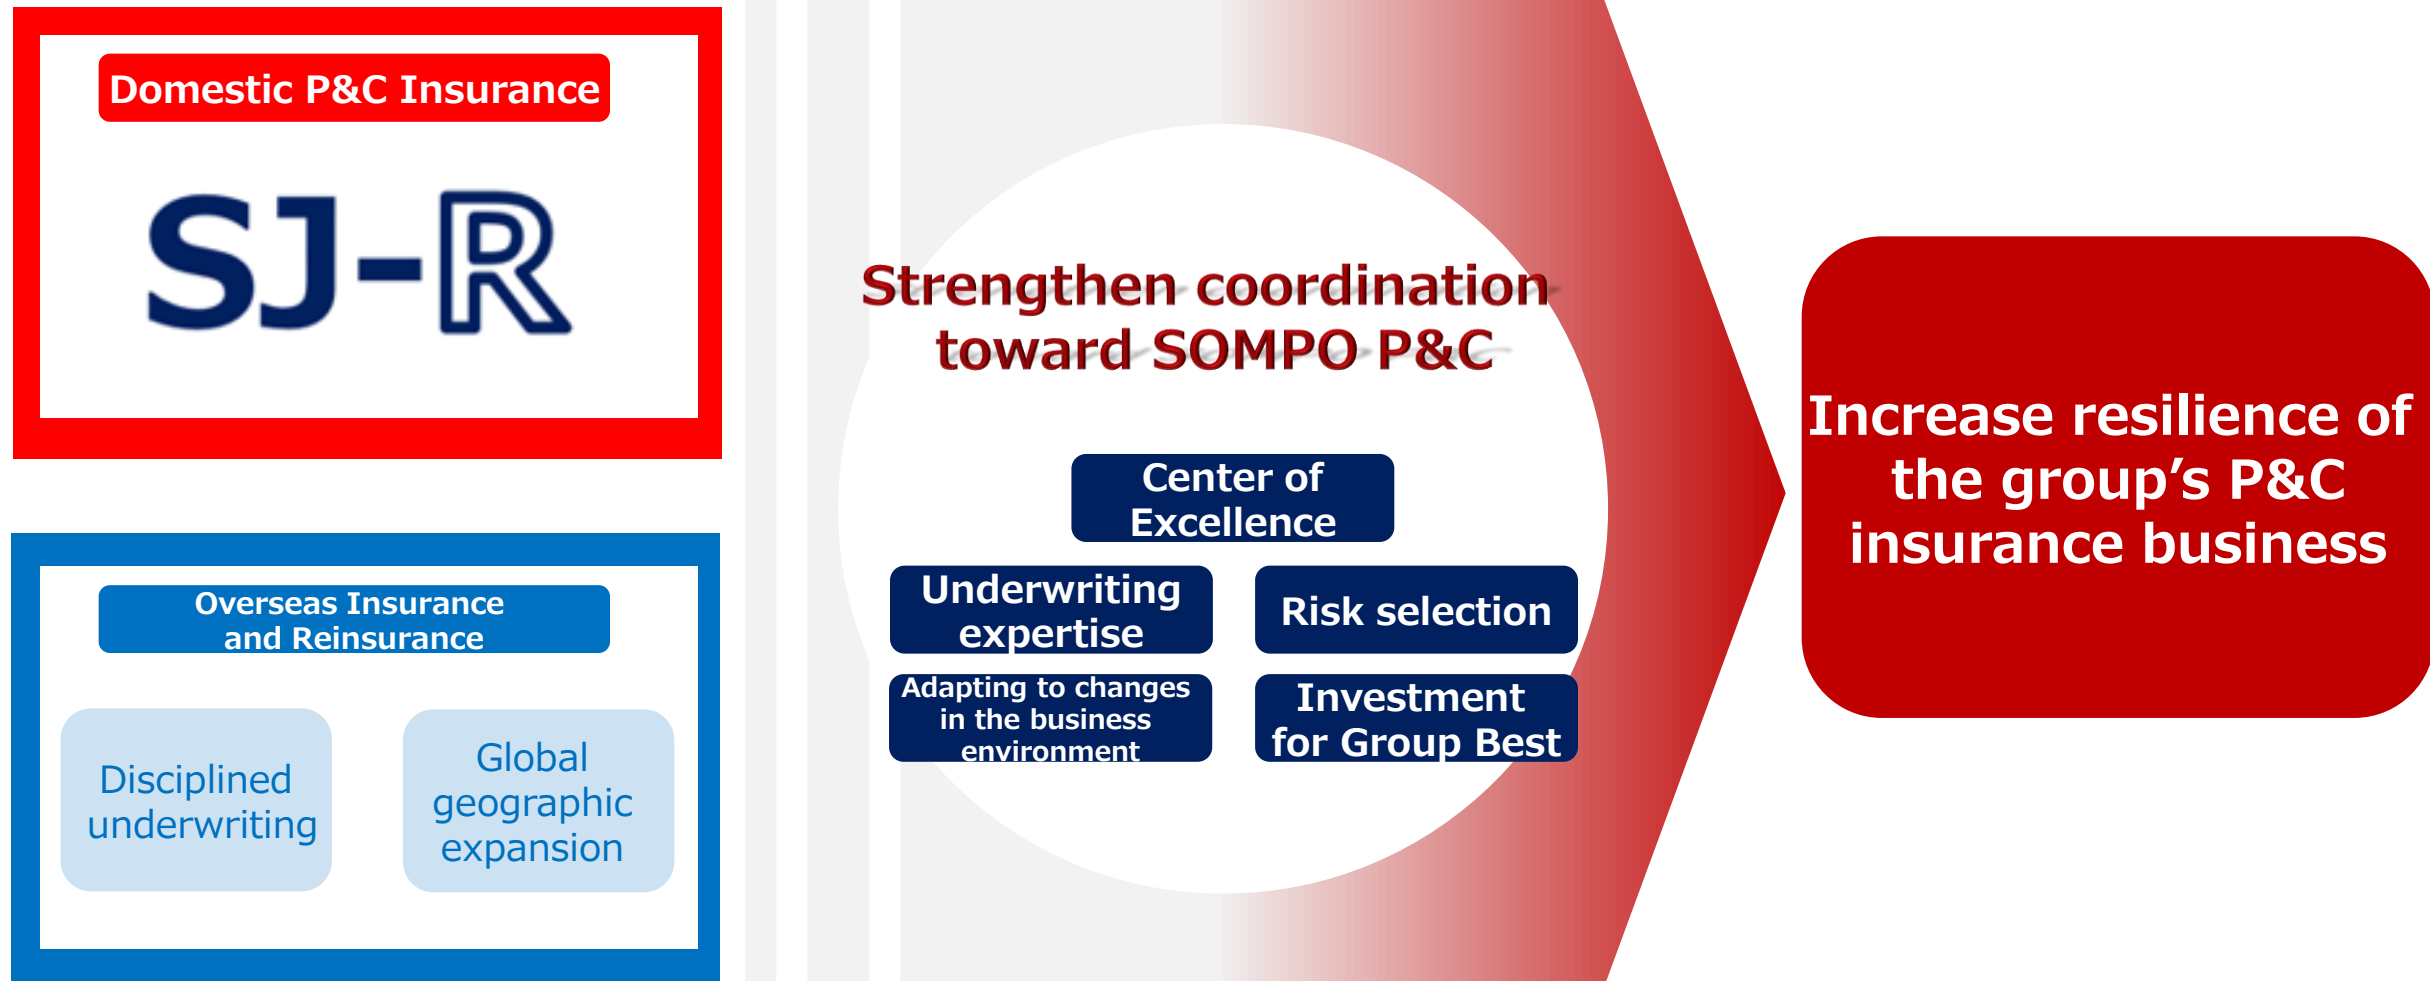 Domestic P&C Insurance
SJ-R
Overseas Insurance
and Reinsurance
Disciplined
underwriting
Global
geographic
expansion
Strengthen coordination
toward SOMPO P&C
Center of
Excellence
Underwriting
expertise
Risk selection
Adapting to changes
in the business
environment
Investment
for Group Best
Increase resilience of
the group’s P&C
insurance business